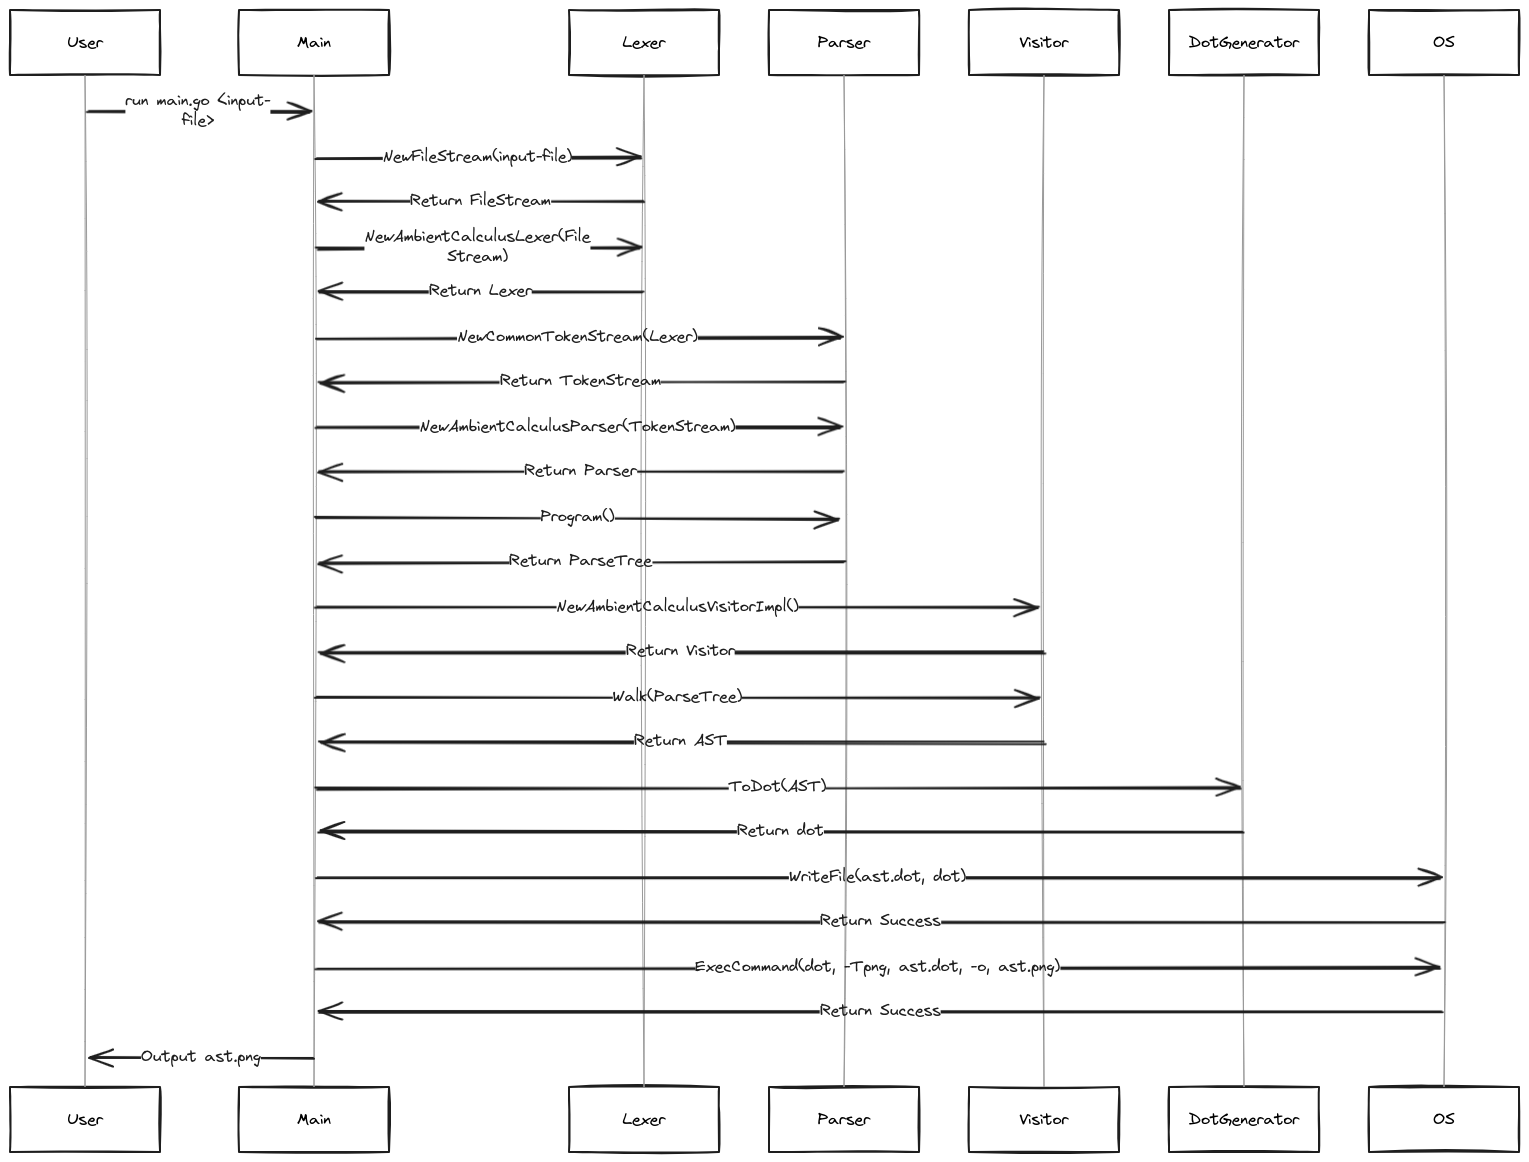 User
Main
Lexer
Parser
Visitor
DotGenerator
OS
run main.go <input-
file>
NewFileStream(input-file)
Return FileStream
NewAmbientCalculusLexer(File
Stream)
Return Lexer
NewCommonTokenStream(Lexer)
Return TokenStream
NewAmbientCalculusParser(TokenStream)
Return Parser
Program()
Return ParseTree
NewAmbientCalculusVisitorImpl()
Return Visitor
Walk(ParseTree)
Return AST
ToDot(AST)
Return dot
WriteFile(ast.dot, dot)
Return Success
ExecCommand(dot, -Tpng, ast.dot, -o, ast.png)
Return Success
Output ast.png
User
Main
Lexer
Parser
Visitor
DotGenerator
OS